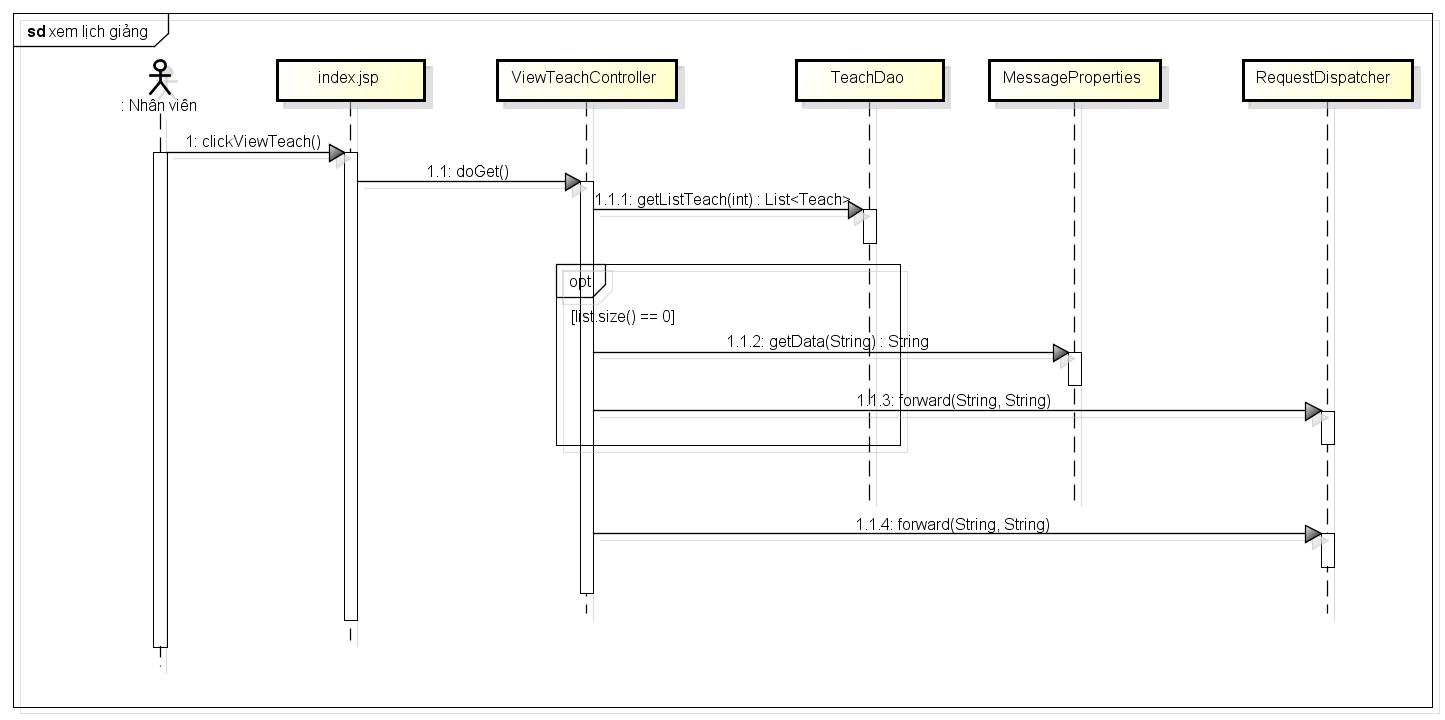 sd xem lịch giảng
: Nhân viên
index.jsp
ViewTeachController
TeachDao
MessageProperties
RequestDispatcher
1: clickViewTeach()
1.1: doGet()
1.1.1: getListTeach(int) : List<Teach>
opt
[list.size() == 0]
1.1.2: getData(String) : String
1.1.3: forward(String, String)
1.1.4: forward(String, String)